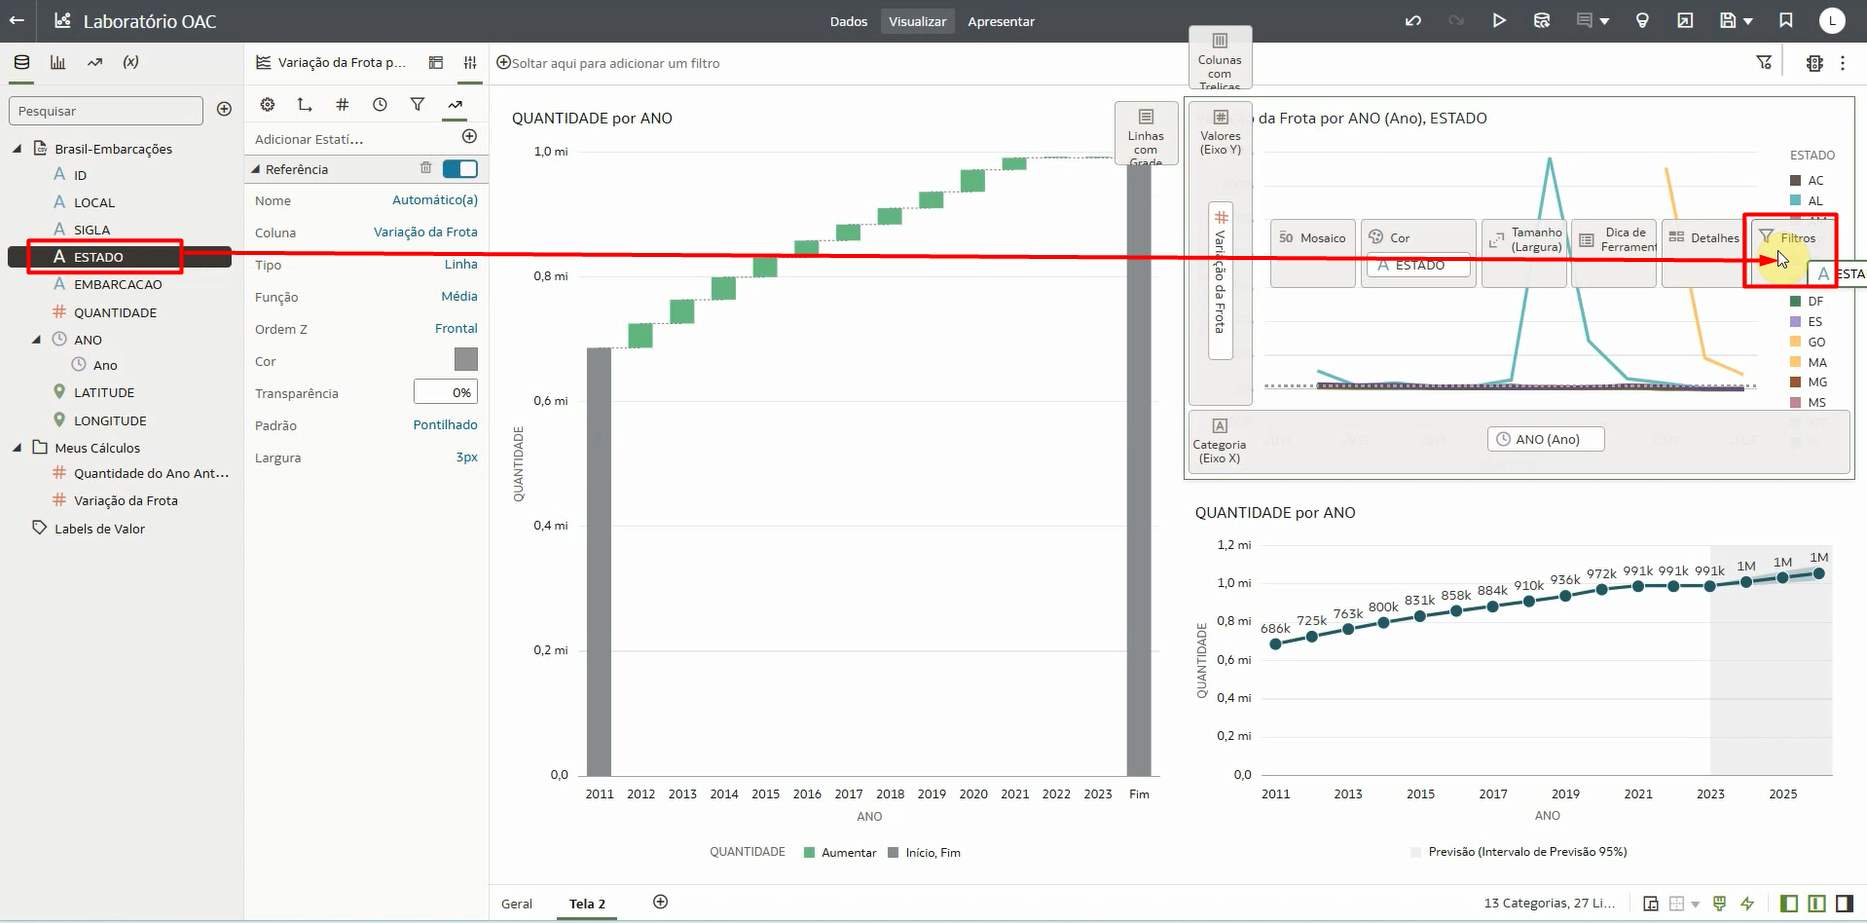 Laboratório OAC
Dados
Visualizar
Apresentar
L
Pesquisar
Brasil-Embarcações
ID
LOCAL
SIGLA
ESTADO
EMBARCACAO
QUANTIDADE
ANO
Ano
LATITUDE
LONGITUDE
Meus Cálculos
Quantidade do Ano Ant...
Variação da Frota
Labels de Valor
Variação da Frota p...
Adicionar Estatí...
Referência
Nome
Automático(a)
Coluna
Variação da Frota
Tipo
Linha
Função
Média
Ordem Z
Frontal
Cor
Transparência
0%
Padrão
Pontilhado
Largura
3px
Soltar aqui para adicionar um filtro
QUANTIDADE por ANO
1,0 mi
0,8 mi
0,6 mi
0,4 mi
0,2 mi
0,0
QUANTIDADE
2011 2012 2013 2014 2015 2016 2017 2018 2019 2020 2021 2022 2023 Fim
ANO
QUANTIDADE
Aumentar
Início, Fim
Linhas
com
Grade
Colunas
com
Treliças
Valores
(Eixo Y)
da Frota por ANO (Ano), ESTADO
Variação da Frota
50 Mosaico
Cor
ESTADO
Tamanho
(Largura)
Dica de
Ferrament
Detalhes
Filtros
ESTA
ESTADO
AC
AL
DF
ES
GO
MA
MG
MS
Categoria
(Eixo X)
ANO (Ano)
QUANTIDADE por ANO
1,2 mi
1,0 mi
0,8 mi
0,6 mi
0,4 mi
0,2 mi
0,0
QUANTIDADE
686k 725k 763k 800k 831k 858k 884k 910k 936k 972k 991k 991k 991k 1M 1M 1M
2011 2013 2015 2017 2019 2021 2023 2025
ANO
Previsão (Intervalo de Previsão 95%)
Geral
Tela 2
13 Categorias, 27 Li...